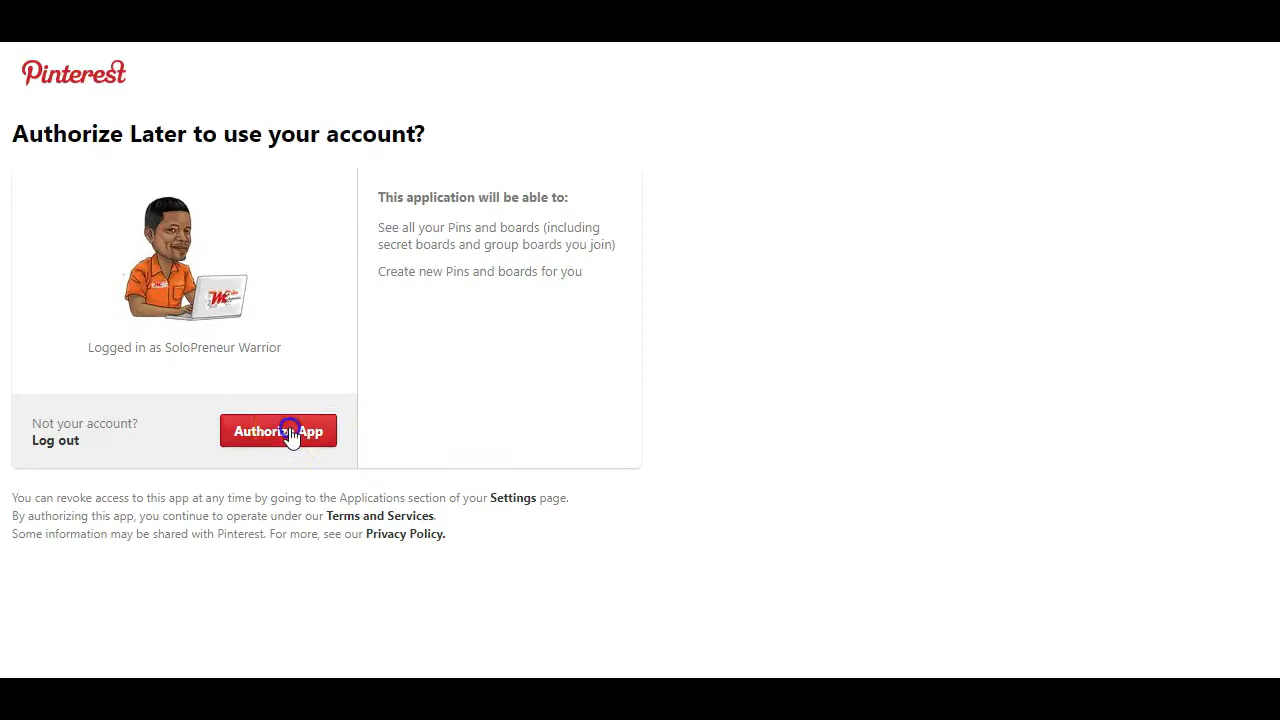 Pinterest
Authorize Later to use your account?
This application will be able to:
See all your Pins and boards (including
secret boards and group boards you join)
Create new Pins and boards for you
Logged in as SoloPreneur Warrior
Not your account?
Log out
Authorize App
You can revoke access to this app at any time by going to the Applications section of your Settings page.
By authorizing this app, you continue to operate under our Terms and Services.
Some information may be shared with Pinterest. For more, see our Privacy Policy.